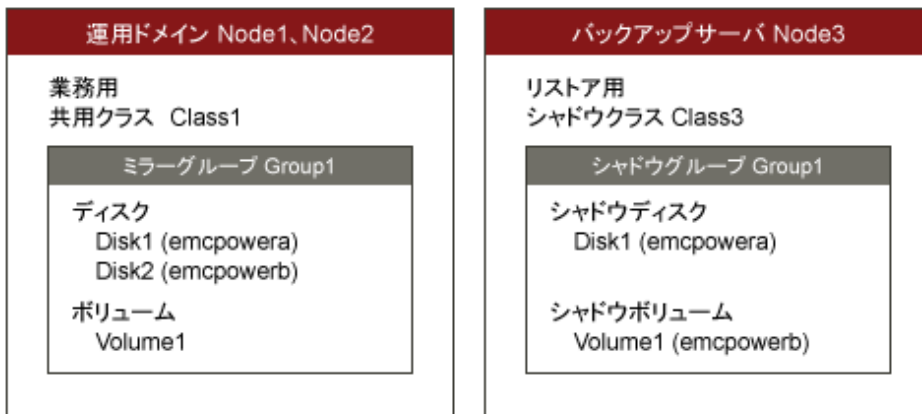 運用ドメイン Node1、Node2
業務用
共用クラス Class1
ミラーグループ Group1
ディスク
Disk1 (emcpowera)
Disk2 (emcpowerb)
ボリューム
Volume1
バックアップサーバ Node3
リストア用
シャドウクラス Class3
シャドウグループ Group1
シャドウディスク
Disk1 (emcpowera)
シャドウボリューム
Volume1 (emcpowerb)